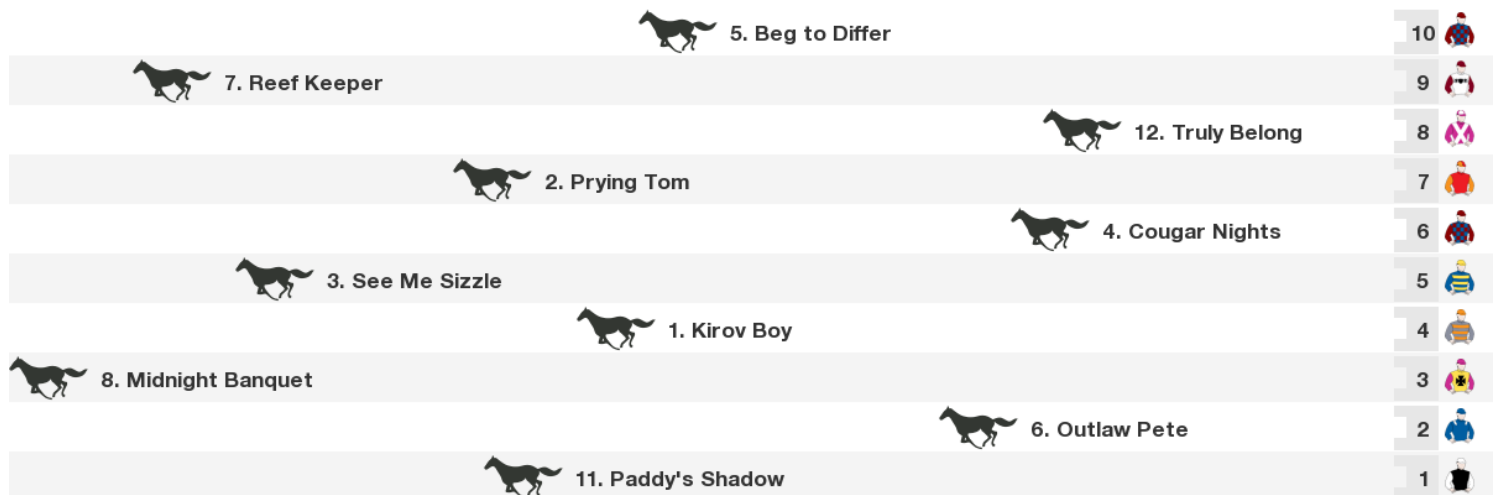 5. Beg to Differ 10
7. Reef Keeper 9
12. Truly Belong 8
2. Prying Tom 7
4. Cougar Nights 6
3. See Me Sizzle 5
1. Kirov Boy 4
8. Midnight Banquet 3
6. Outlaw Pete 2
11. Paddy's Shadow 1